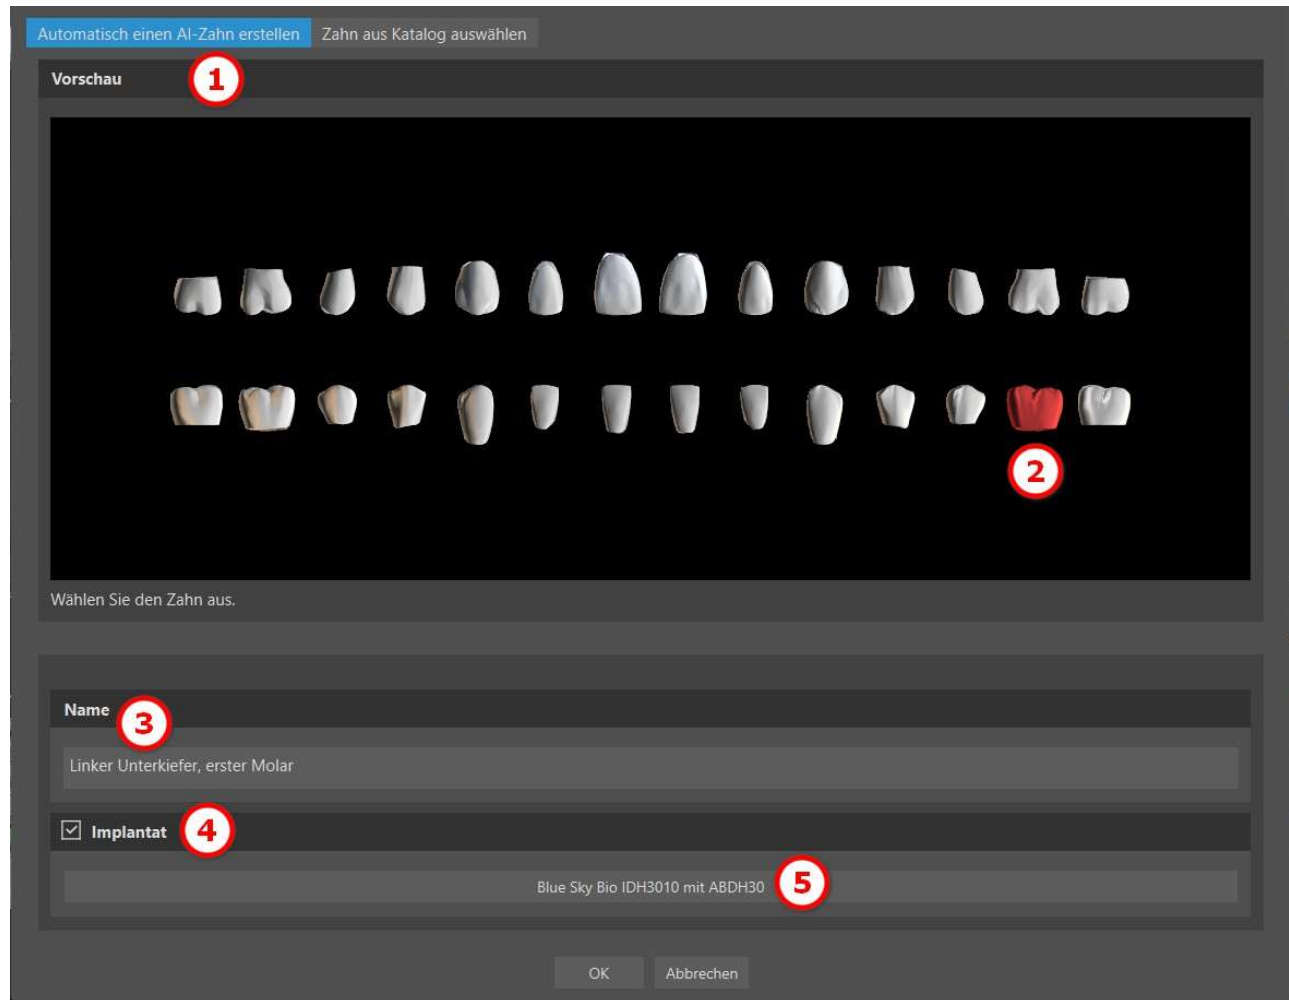 Automatisch einen AI-Zahn erstellen Zahn aus Katalog auswählen
Vorschau 1
2
Wählen Sie den Zahn aus.
Name 3
Linker Unterkiefer, erster Molar
Implantat 4
Blue Sky Bio IDH3010 mit ABDH30 5
OK Abbrechen